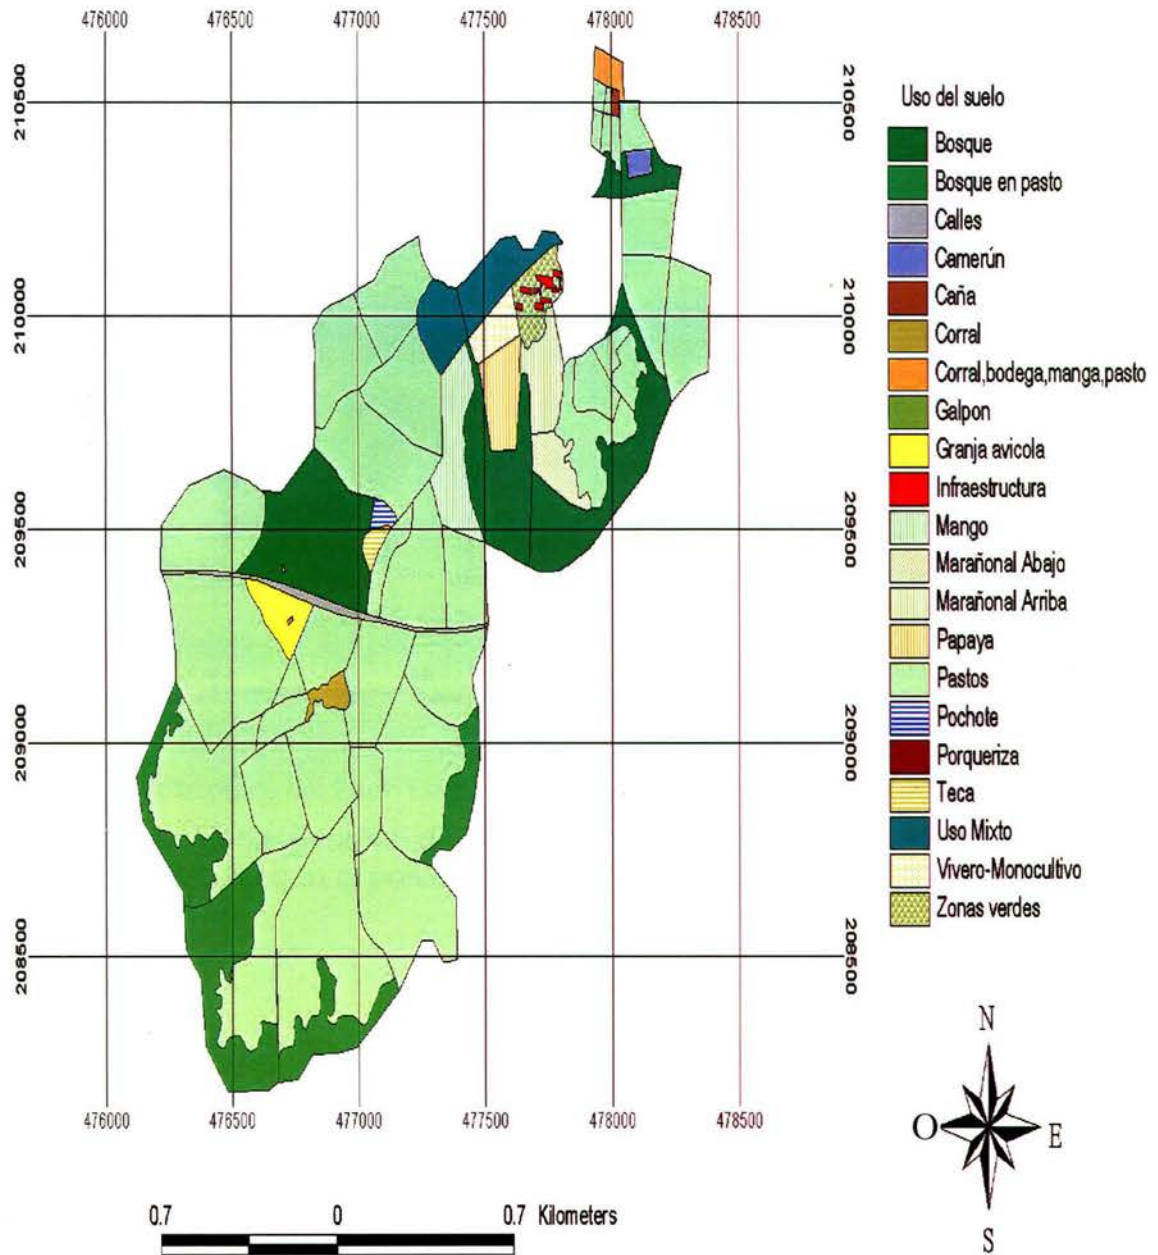 476000 476500 477000 477500 478000 478500
210500 210500
210000 210000
209500 209500
209000 209000
208500 208500
476000 476500 477000 477500 478000 478500
Uso del suelo
Bosque
Bosque en pasto
Calles
Camerún
Caña
Corral
Corral,bodega,manga,pasto
Galpon
Granja avicola
Infraestructura
Mango
Marañonal Abajo
Marañonal Arriba
Papaya
Pastos
Pochote
Porqueriza
Teca
Uso Mixto
Vivero-Monocultivo
Zonas verdes
N
O E
S
0.7 0 0.7 Kilometers